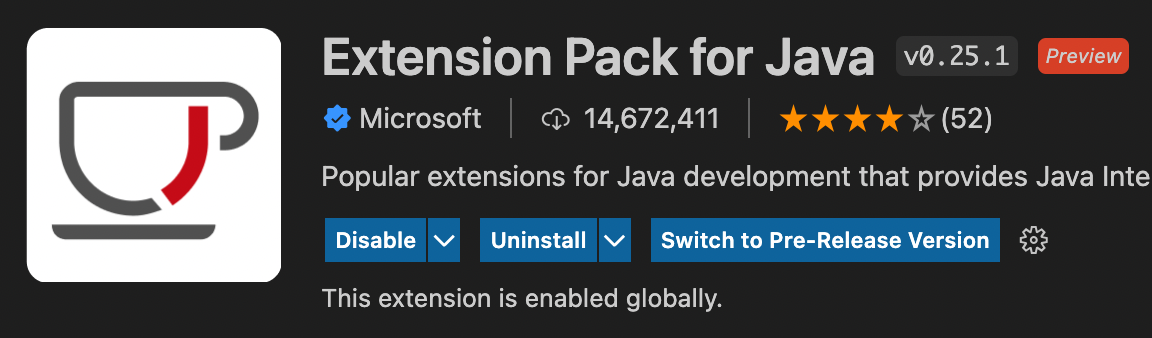 Extension Pack for Java v0.25.1 Preview
Microsoft 14,672,411 (52)
Popular extensions for Java development that provides Java Inte
Disable Uninstall Switch to Pre-Release Version
This extension is enabled globally.